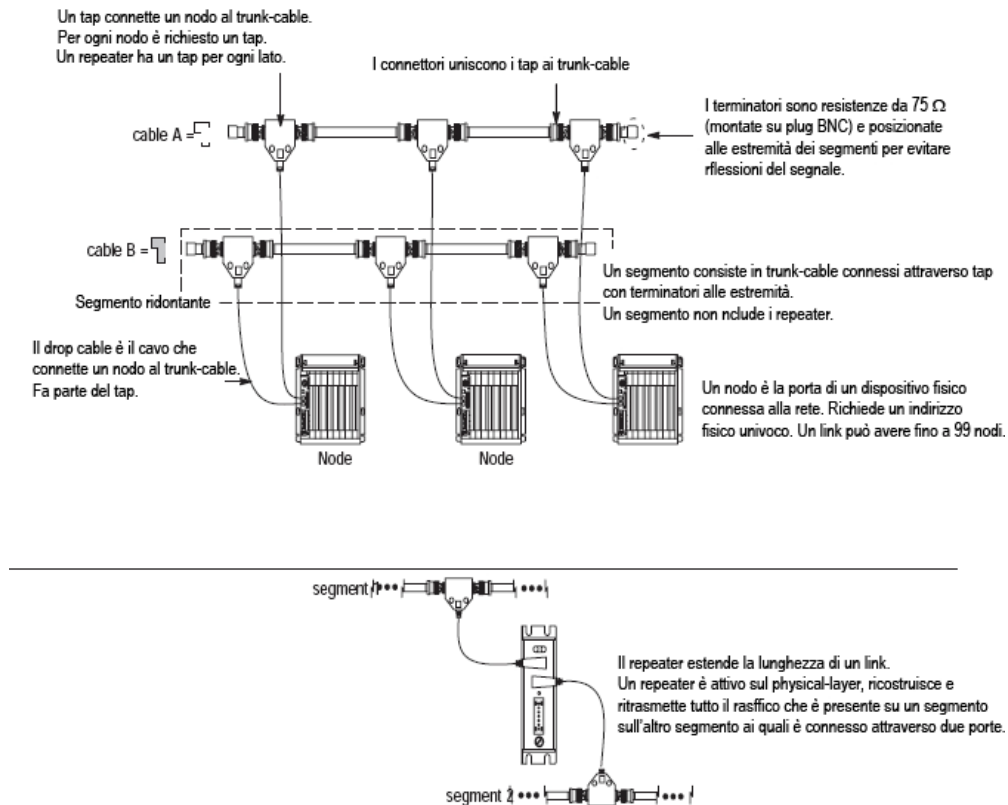 Un tap connette un nodo al trunk-cable.
Per ogni nodo è richiesto un tap.
Un repeater ha un tap per ogni lato.
I connettori uniscono i tap ai trunk-cable
I terminatori sono resistenze da 75 Ω
(montate su plug BNC) e posizionate
alle estremità dei segmenti per evitare
rflessioni del segnale.
cable A =
cable B =
Segmento ridontante
Un segmento consiste in trunk-cable connessi attraverso tap
con terminatori alle estremità.
Un segmento non nclude i repeater.
Il drop cable è il cavo che
connette un nodo al trunk-cable.
Fa parte del tap.
Un nodo è la porta di un dispositivo fisico
connessa alla rete. Richiede un indirizzo
fisico univoco. Un link può avere fino a 99 nodi.
Node
Node
segment 1
Il repeater estende la lunghezza di un link.
Un repeater è attivo sul physical-layer, ricostruisce e
ritrasmette tutto il rasffico che è presente su un segmento
sull'altro segmento ai quali è connesso attraverso due porte.
segment 2